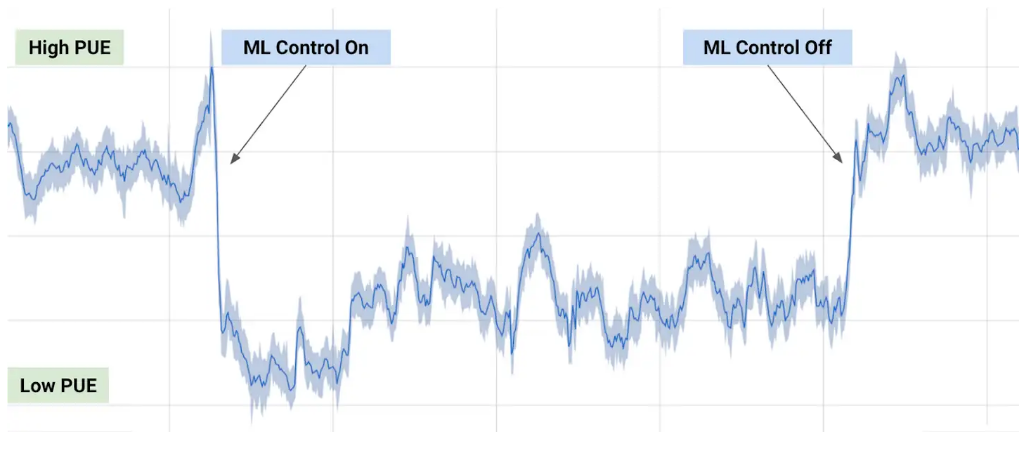 High PUE
ML Control On
ML Control Off
Low PUE